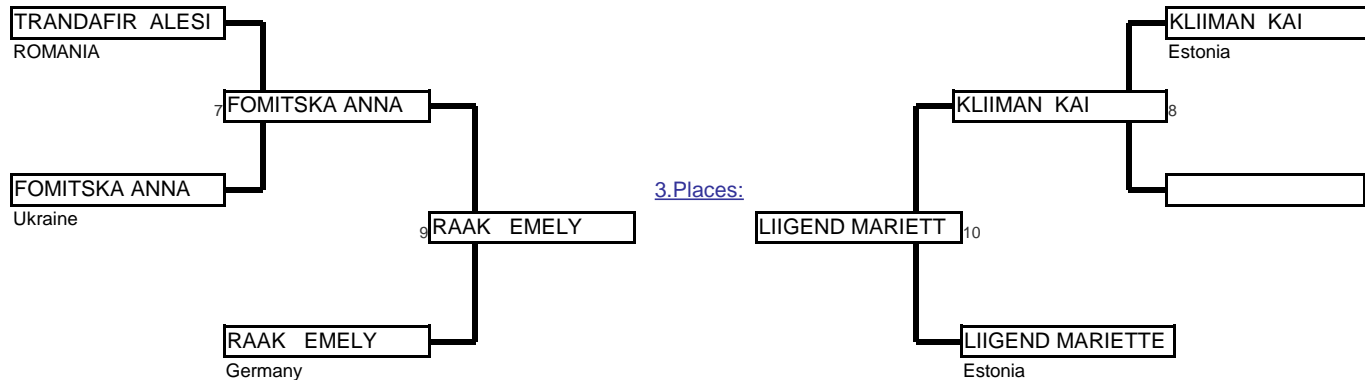 TRANDAFIR ALESI
ROMANIA
KLIIMAN KAI
Estonia
7 FOMITSKA ANNA
KLIIMAN KAI 8
FOMITSKA ANNA
Ukraine
3.Places:
9 RAAK EMELY
LIIGEND MARIETT 10
RAAK EMELY
Germany
LIIGEND MARIETTE
Estonia